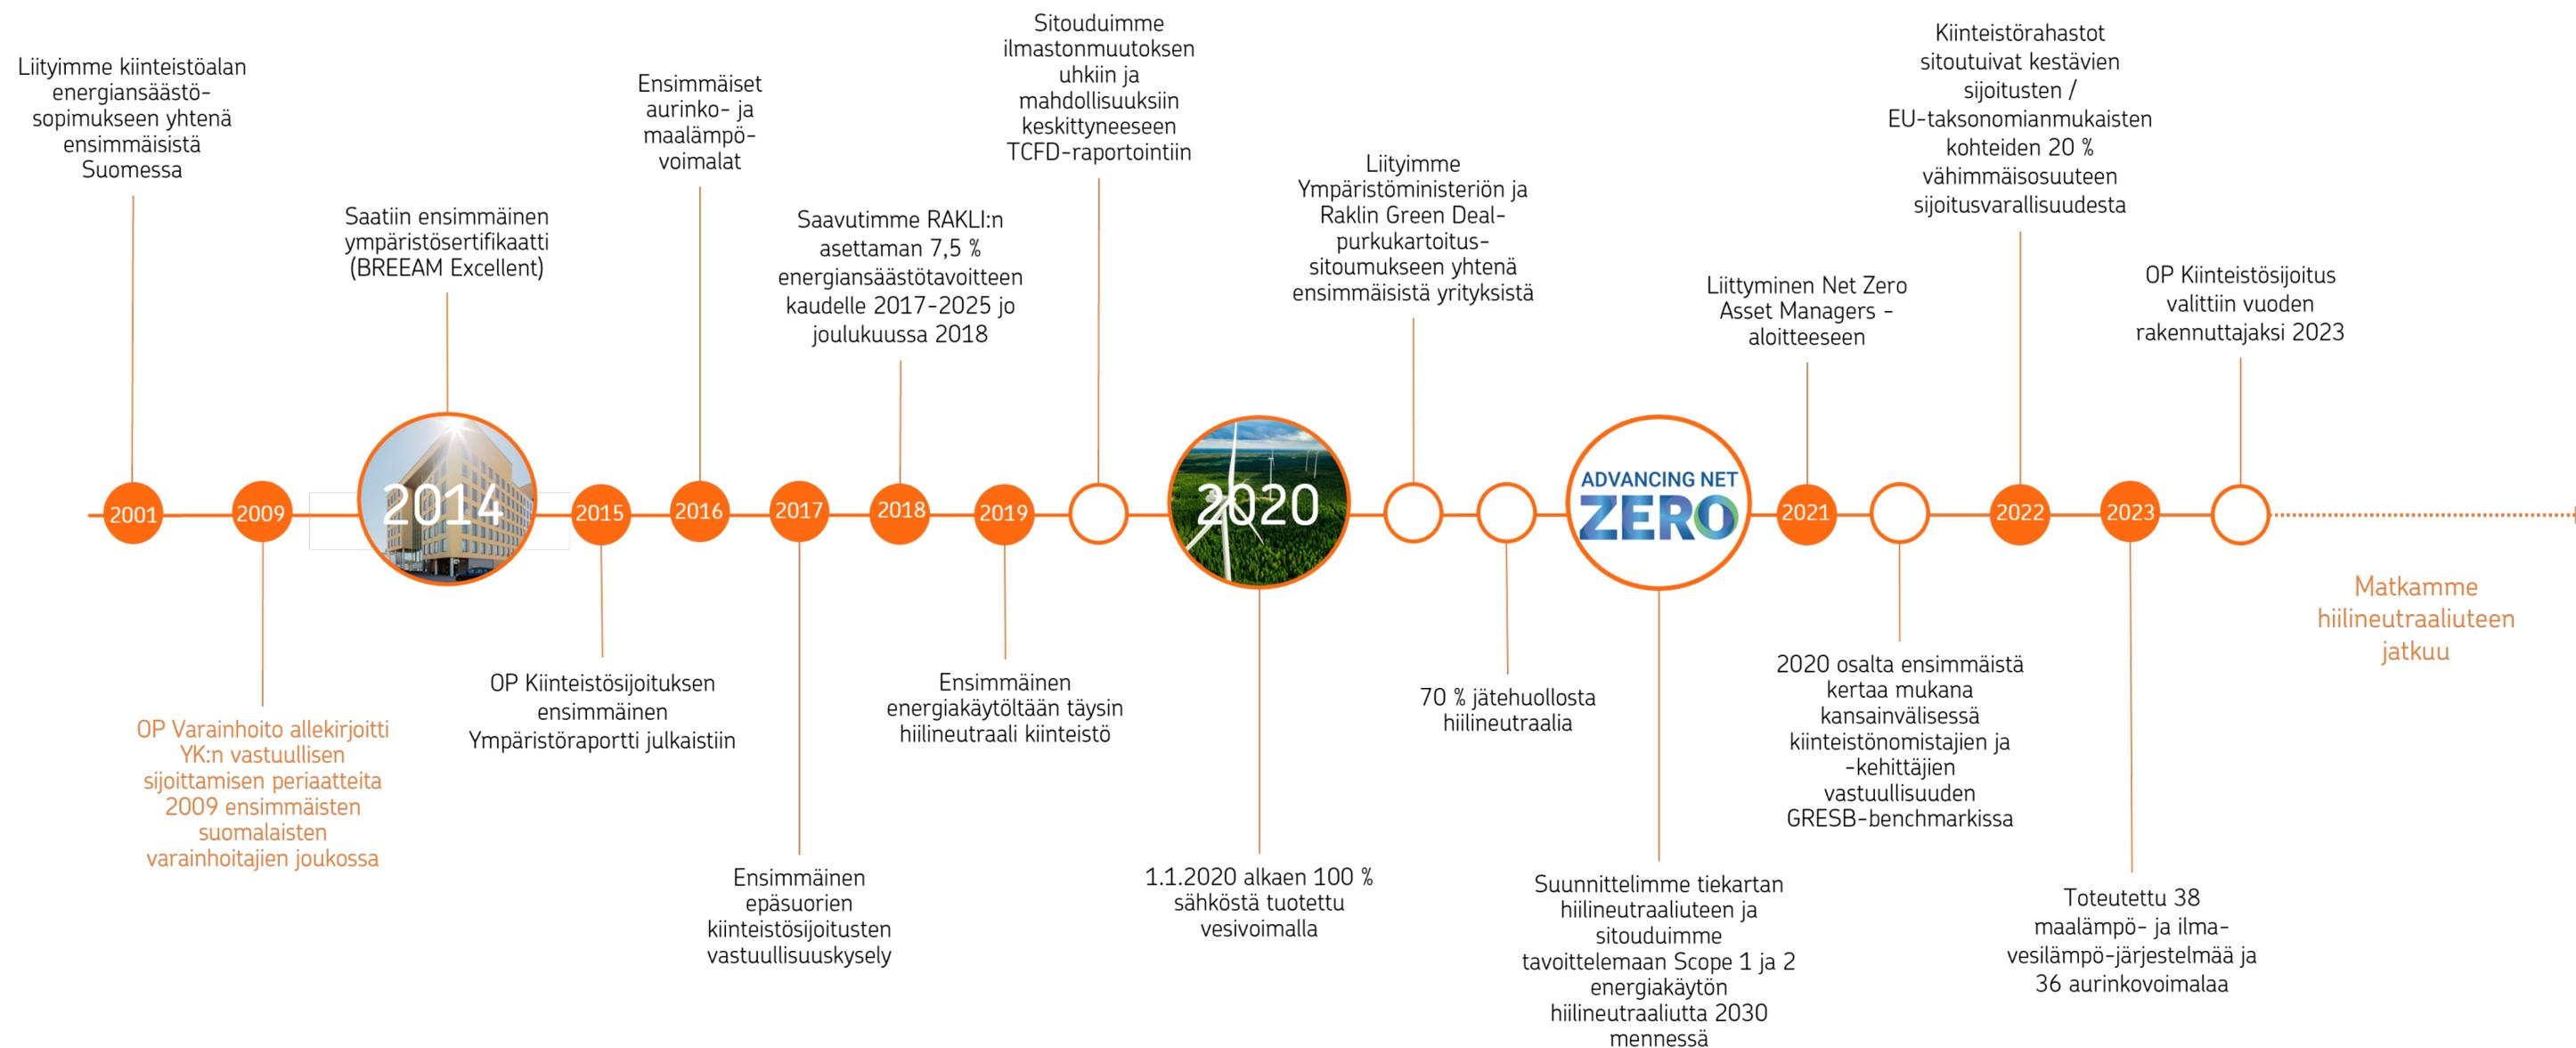 Liityimme kiinteistöalan
energiansäästö-
sopimukseen yhtenä
ensimmäisistä
Suomessa
2001
2009
OP Varainhoito allekirjoitti
YK:n vastuullisen
sijoittamisen periaatteita
2009 ensimmäisten
suomalaisten
varainhoitajien joukossa
Saatiin ensimmäinen
ympäristösertifikaatti
(BREEAM Excellent)
2014
2015
OP Kiinteistösijoituksen
ensimmäinen
Ympäristöraportti julkaistiin
Ensimmäiset
aurinko- ja
maalämpö-
voimalat
2016
2017
Ensimmäinen
epäsuorien
kiinteistösijoitusten
vastuullisuuskysely
Saavutimme RAKLI:n
asettaman 7,5 %
energiansäästötavoitteen
kaudelle 2017-2025 jo
joulukuussa 2018
2018
2019
Ensimmäinen
energiakäytöltään täysin
hiilineutraali kiinteistö
Sitouduimme
ilmastonmuutoksen
uhkiin ja
mahdollisuuksiin
keskittyneeseen
TCFD-raportointiin
2020
1.1.2020 alkaen 100 %
sähköstä tuotettu
vesivoimalla
Liityimme
Ympäristöministeriön ja
Raklin Green Deal-
purkukartoitus-
sitoumukseen yhtenä
ensimmäisistä yrityksistä
70 % jätehuollosta
hiilineutraalia
ADVANCING NET
ZERO
Suunnittelimme tiekartan
hiilineutraaliuteen ja
sitouduimme
tavoittelemaan Scope 1 ja 2
energiakäytön
hiilineutraaliutta 2030
mennessä
Liittyminen Net Zero
Asset Managers -
aloitteeseen
2021
2020 osalta ensimmäistä
kertaa mukana
kansainvälisessä
kiinteistönomistajien ja
-kehittäjien
vastuullisuuden
GRESB-benchmarkissa
Kiinteistörahastot
sitoutuivat kestävien
sijoitusten /
EU-taksonomianmukaisten
kohteiden 20 %
vähimmäisosuuteen
sijoitusvarallisuudesta
2022
2023
Toteutettu 38
maalämpö- ja ilma-
vesilämpö-järjestelmää ja
36 aurinkovoimalaa
OP Kiinteistösijoitus
valittiin vuoden
rakennuttajaksi 2023
Matkamme
hiilineutraaliuteen
jatkuu